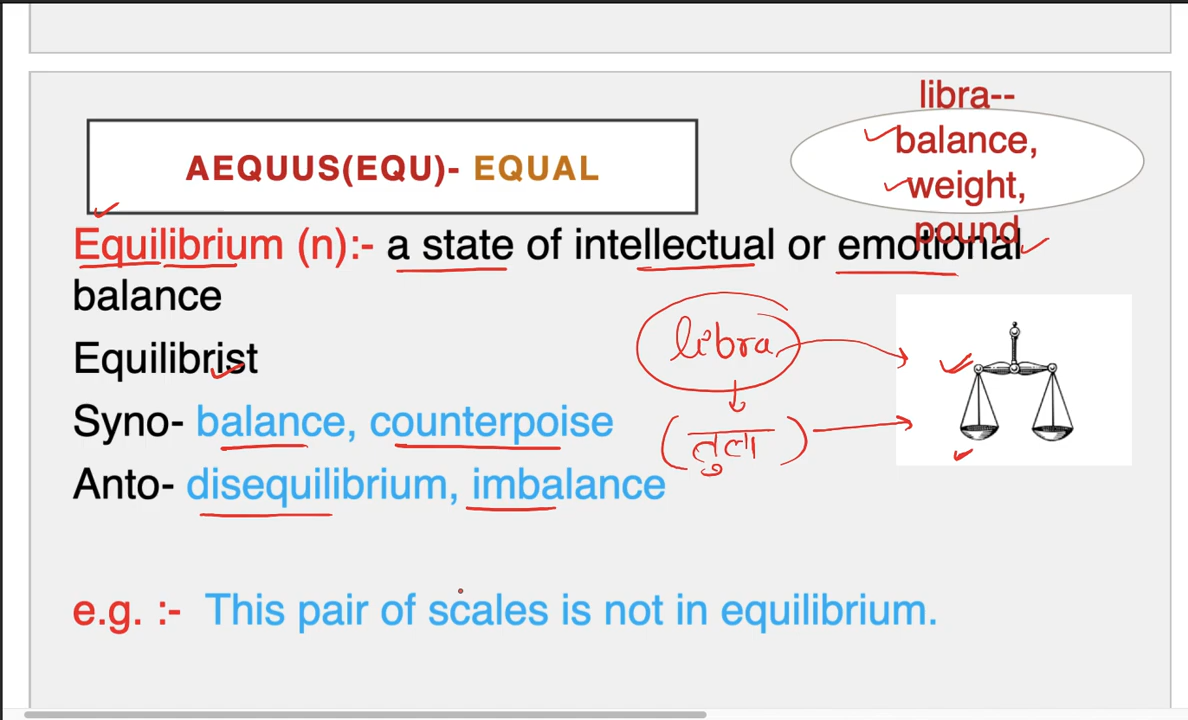 libra--
balance,
weight,
pound
AEQUUS(EQU)- EQUAL
Equilibrium (n):- a state of intellectual or emotional
balance
Equilibrist
Syno- balance, counterpoise
Anto- disequilibrium, imbalance
libra
(तुला)
e.g. :- This pair of scales is not in equilibrium.